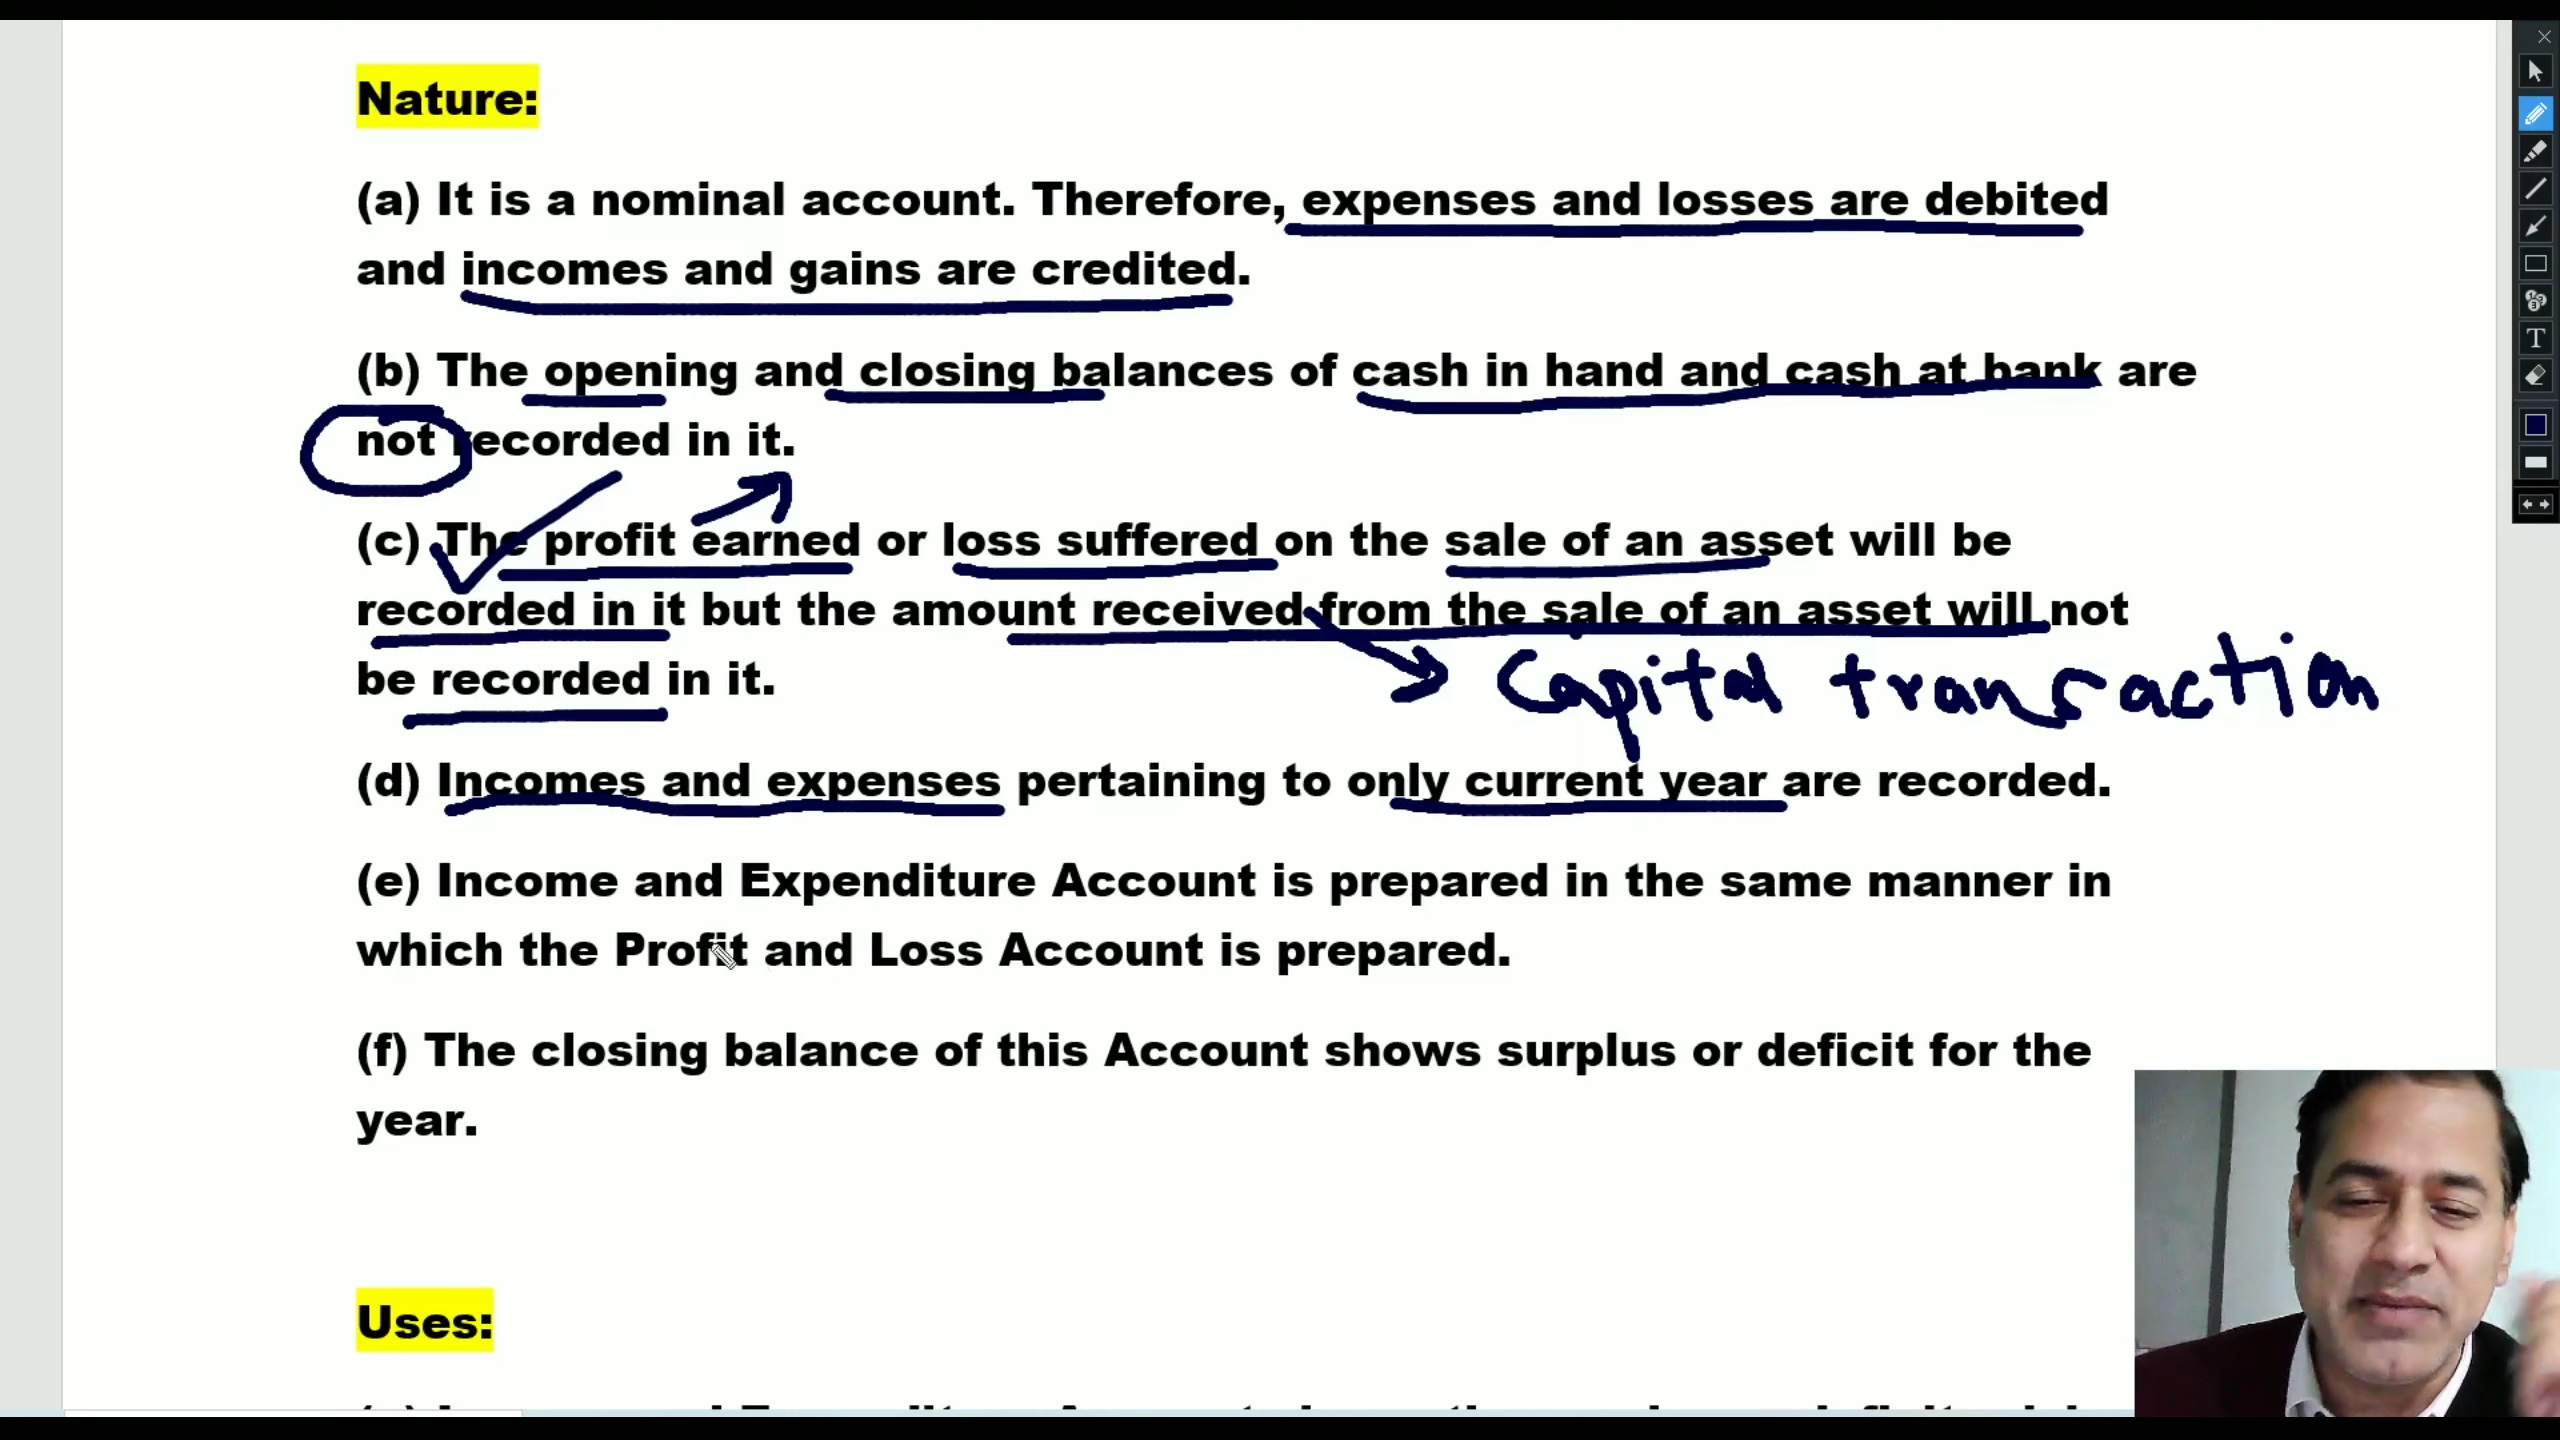 Nature:
(a) It is a nominal account. Therefore, expenses and losses are debited
and incomes and gains are credited.
(b) The opening and closing balances of cash in hand and cash at bank are
not recorded in it.
(c) The profit earned or loss suffered on the sale of an asset will be
recorded in it but the amount received from the sale of an asset will not
be recorded in it.
Capital transaction
(d) Incomes and expenses pertaining to only current year are recorded.
(e) Income and Expenditure Account is prepared in the same manner in
which the Profit and Loss Account is prepared.
(f) The closing balance of this Account shows surplus or deficit for the
year.
Uses: